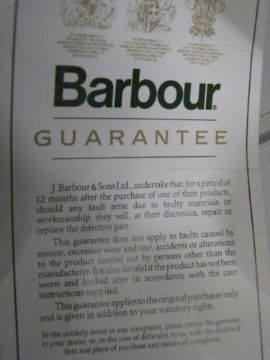 Barbour
GUARANTEE
J. Barbour & Sons Ltd., undertake that, for a period of
12 months after the purchase of one of their products,
should any fault arise due to faulty materials or
workmanship, they will, at their discretion, repair or
replace the defective part.
This guarantee does not apply to faults caused by
misuse, excessive wear and tear, accidents or alterations
to the product carried out by persons other than the
manufacturer. It is also invalid if the product has not been
worn and looked after in accordance with the care
instructions supplied.
This guarantee applies to the original purchaser only
and is given in addition to your statutory rights.
In the unlikely event of any complaint, please return the garment
to your dealer, or, in the case of difficulty, to us, with the details of
date and place of purchase and nature of complaint.